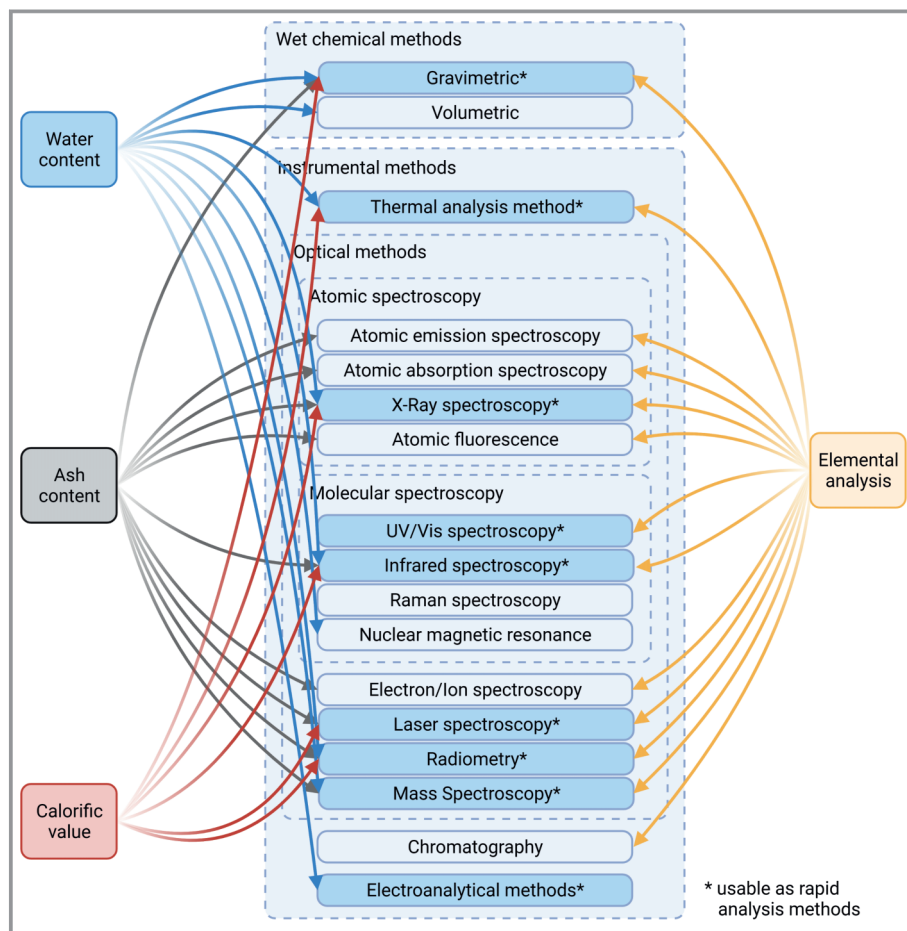 Wet chemical methods
Gravimetric*
Volumetric
Water
content
Instrumental methods
Thermal analysis method*
Optical methods
Atomic spectroscopy
Atomic emission spectroscopy
Atomic absorption spectroscopy
X-Ray spectroscopy*
Atomic fluorescence
Ash
content
Elemental
analysis
Molecular spectroscopy
UV/Vis spectroscopy*
Infrared spectroscopy*
Raman spectroscopy
Nuclear magnetic resonance
Electron/Ion spectroscopy
Laser spectroscopy*
Radiometry*
Mass Spectroscopy*
Calorific
value
Chromatography
Electroanalytical methods*
* usable as rapid
analysis methods